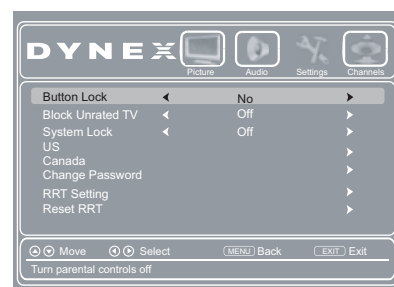 DYNEX
Picture Audio Settings Channels
Button Lock No
Block Unrated TV Off
System Lock Off
US
Canada
Change Password
RRT Setting
Reset RRT
Move Select MENU Back EXIT Exit
Turn parental controls off